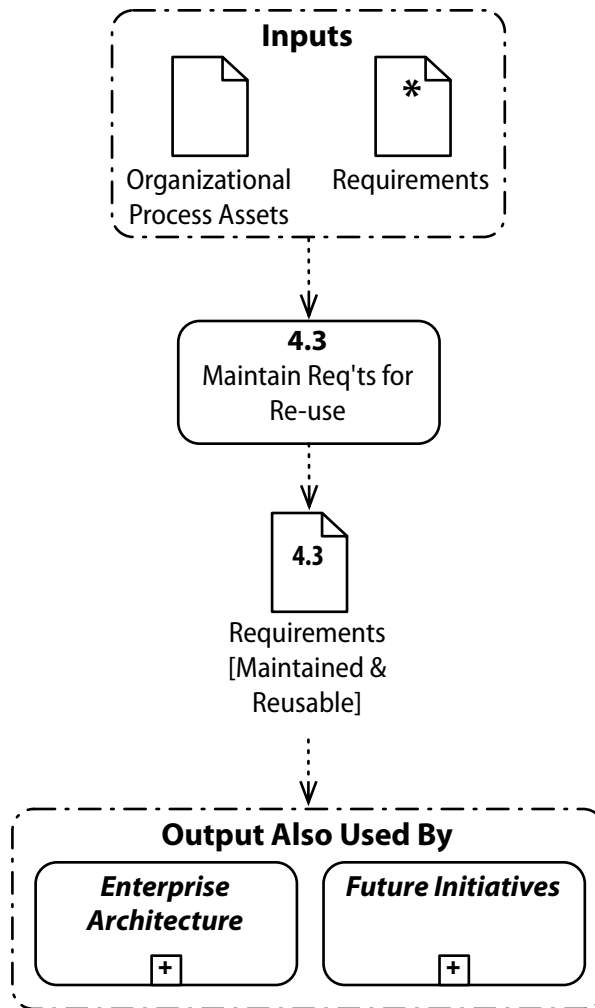 Inputs
*
Organizational
Process Assets
Requirements
4.3
Maintain Req'ts for
Re-use
4.3
Requirements
[Maintained &
Reusable]
Output Also Used By
Enterprise
Architecture
+
Future Initiatives
+